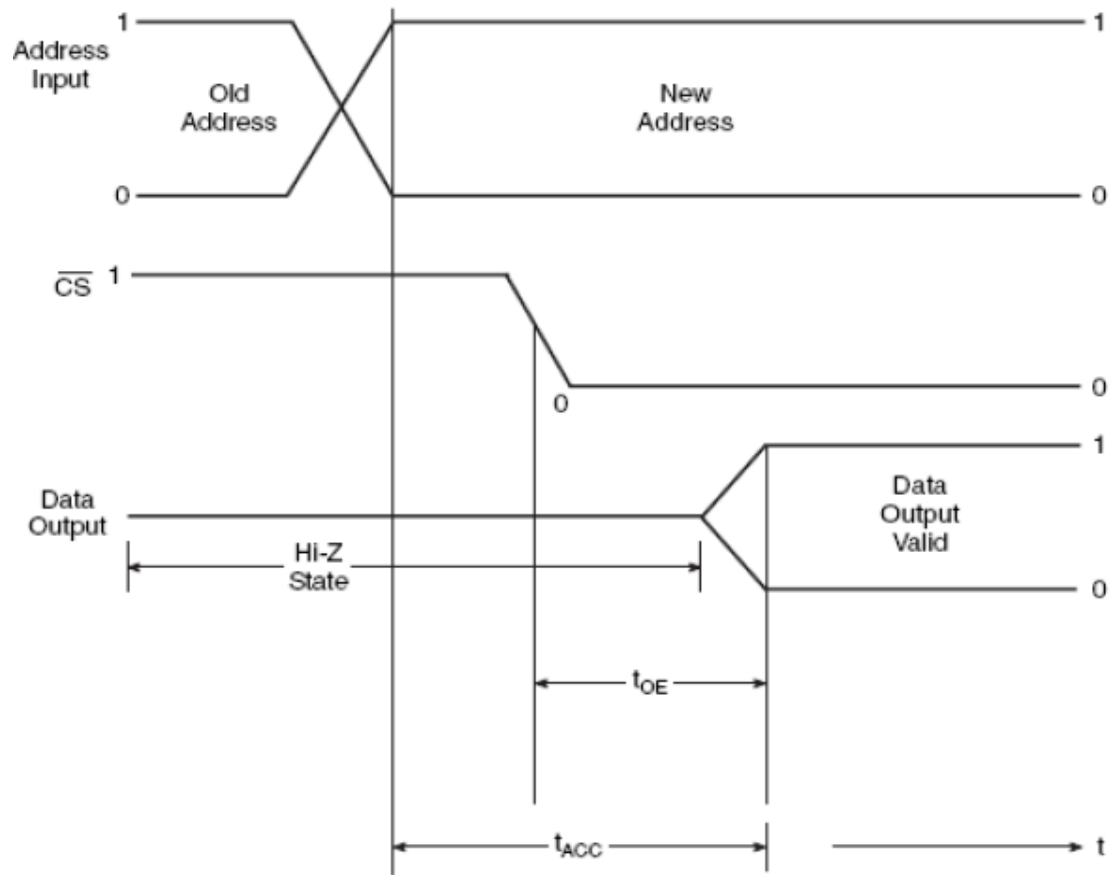 1
1
Address
Input
Old
Address
New
Address
0
0
C̅S̅ 1
0
0
1
Data
Output
Data
Output
Valid
Hi-Z
State
0
tOE
tACC
t